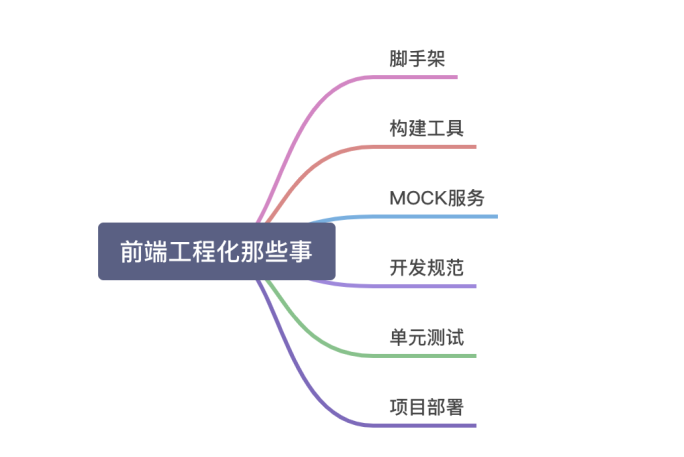 前端工程化那些事
脚手架
构建工具
MOCK服务
开发规范
单元测试
项目部署